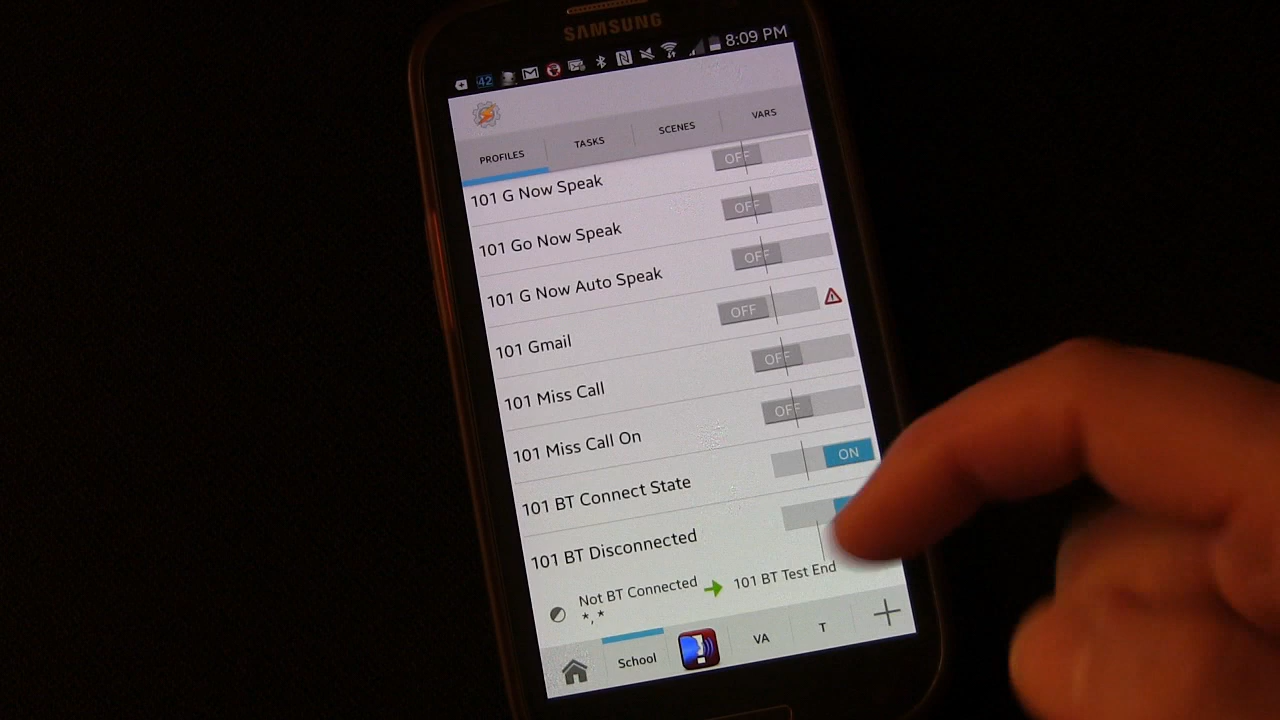 SAMSUNG
42 8:09 PM
PROFILES TASKS SCENES VARS
OFF
101 G Now Speak
OFF
101 Go Now Speak
OFF
101 G Now Auto Speak
OFF
101 Gmail
OFF
101 Miss Call
OFF
101 Miss Call On
ON
101 BT Connect State
101 BT Disconnected
Not BT Connected 101 BT Test End
*, *
School VA T